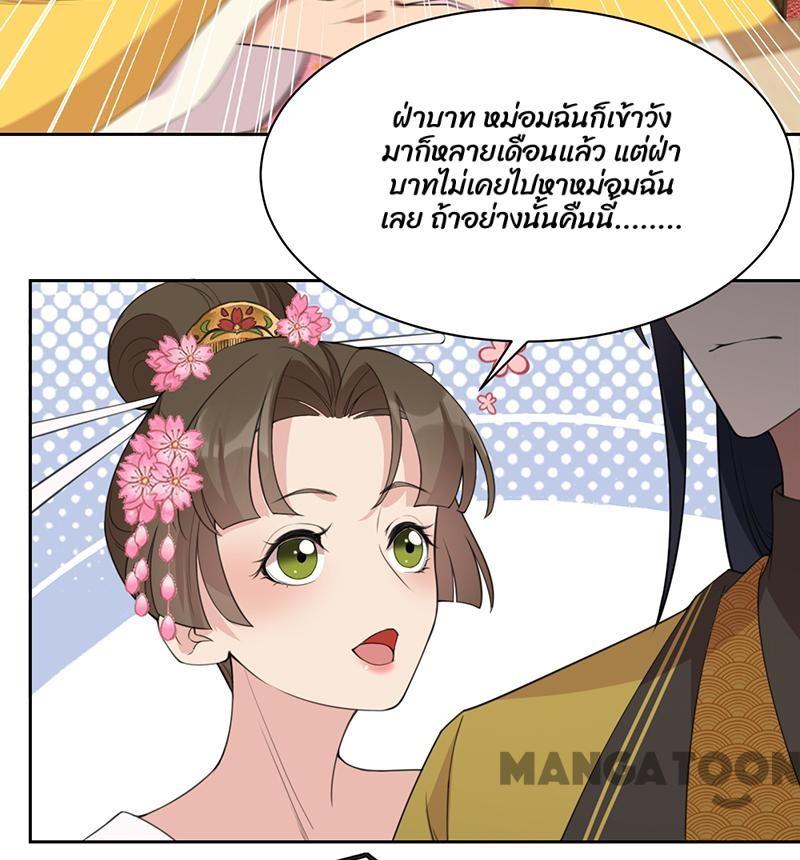 ฝ่าบาท หม่อมฉันก็เข้าวัง
มาก็หลายเดือนแล้ว แต่ฝ่า
บาทไม่เคยไปหาหม่อมฉัน
เลย ถ้าอย่างนั้นคืนนี้........
MANGATOON